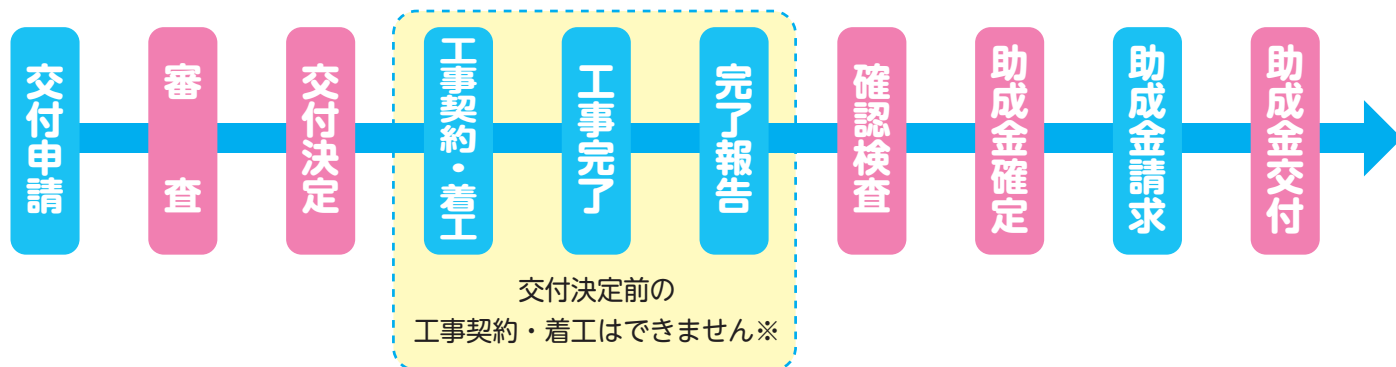 交付申請
審査
交付決定
工事契約・着工
工事完了
完了報告
確認検査
助成金確定
助成金請求
助成金交付
交付決定前の
工事契約・着工はできません※